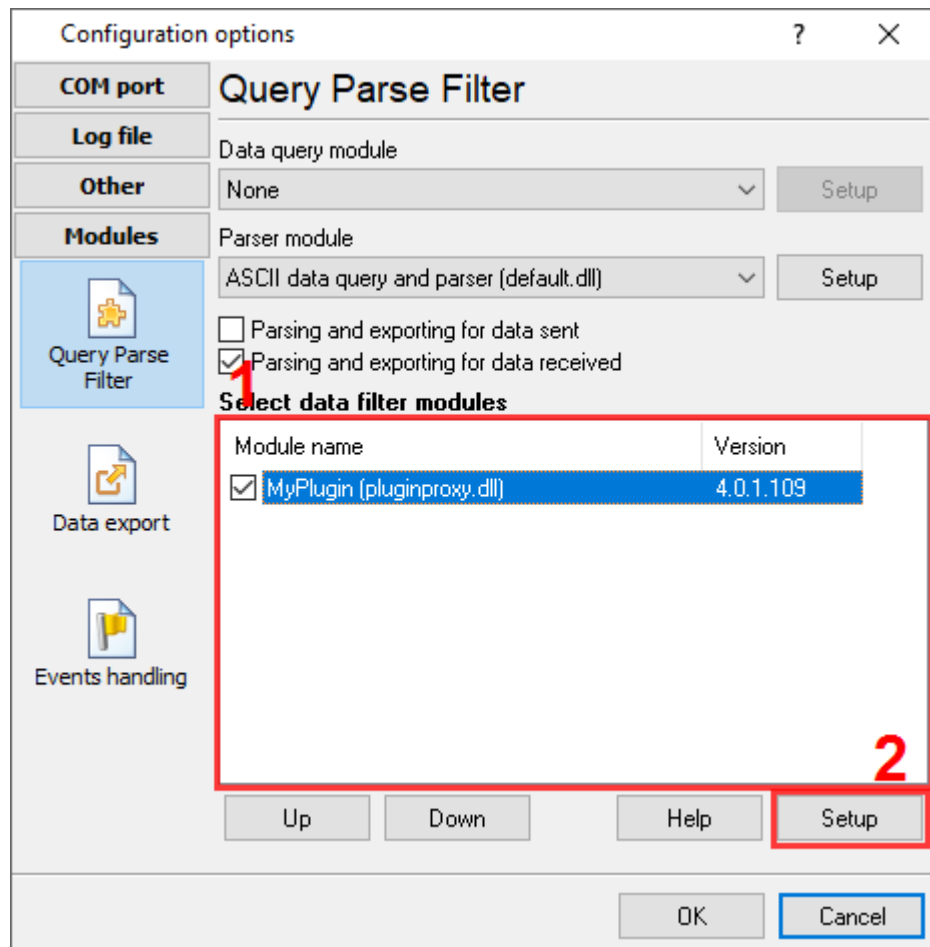 Configuration options ?
COM port
Log file
Other
Modules
Query Parse
Filter
Data export
Events handling
Query Parse Filter
Data query module
None Setup
Parser module
ASCII data query and parser (default.dll) Setup
Parsing and exporting for data sent
Parsing and exporting for data received
1
Select data filter modules
Module name Version
MyPlugin (pluginproxy.dll) 4.0.1.109
2
Up Down Help Setup
OK Cancel